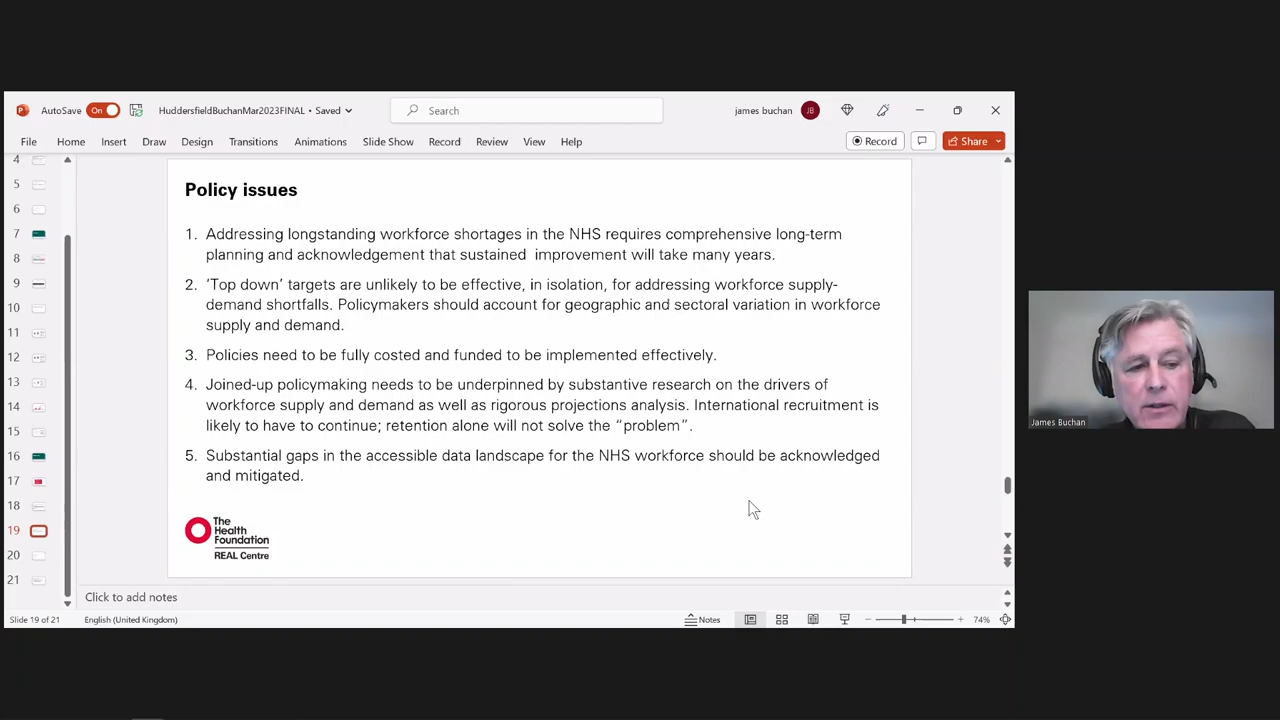 AutoSave On HuddersfieldBuchanMar2023FINAL • Saved Search james buchan JB
File Home Insert Draw Design Transitions Animations Slide Show Record Review View Help Record Share
4
5
6
7
8
9
10
11
12
13
14
15
16
17
18
19
20
21
Policy issues
1. Addressing longstanding workforce shortages in the NHS requires comprehensive long-term
planning and acknowledgement that sustained improvement will take many years.
2. ‘Top down’ targets are unlikely to be effective, in isolation, for addressing workforce supply-
demand shortfalls. Policymakers should account for geographic and sectoral variation in workforce
supply and demand.
3. Policies need to be fully costed and funded to be implemented effectively.
4. Joined-up policymaking needs to be underpinned by substantive research on the drivers of
workforce supply and demand as well as rigorous projections analysis. International recruitment is
likely to have to continue; retention alone will not solve the “problem”.
5. Substantial gaps in the accessible data landscape for the NHS workforce should be acknowledged
and mitigated.
The
Health
Foundation
REAL Centre
Click to add notes
Slide 19 of 21 English (United Kingdom) Notes 74%
James Buchan